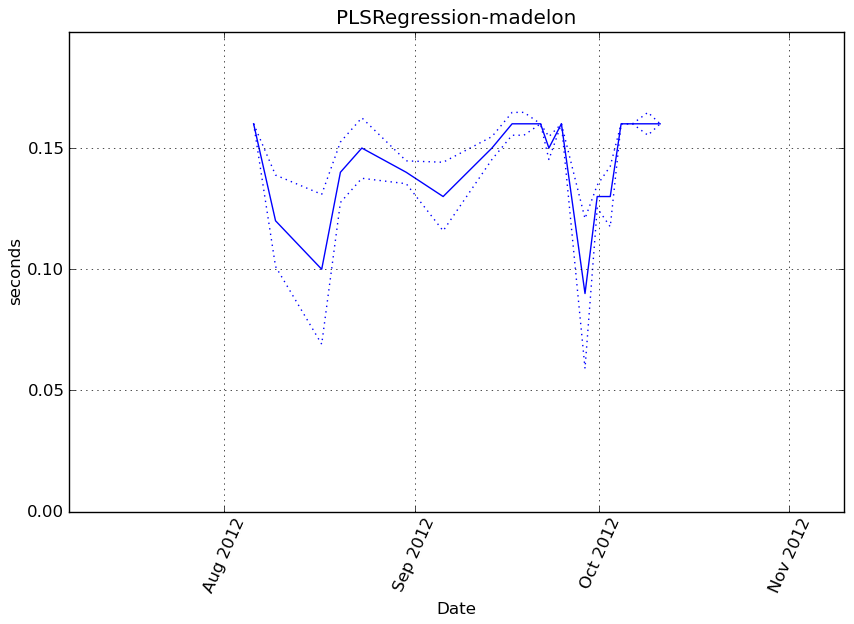 PLSRegression-madelon
seconds
0.15
0.10
0.05
0.00
Aug 2012
Sep 2012
Oct 2012
Nov 2012
Date